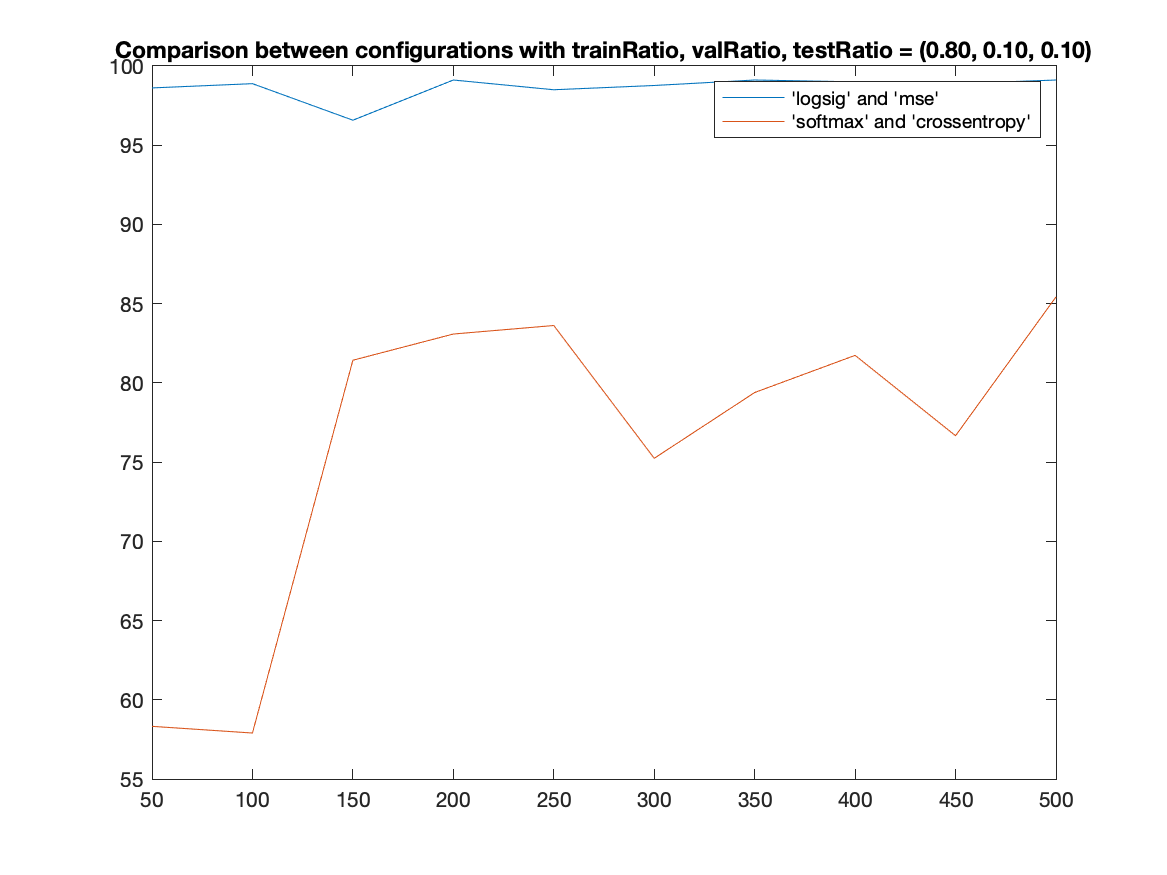 Comparison between configurations with trainRatio, valRatio, testRatio = (0.80, 0.10, 0.10)
100
'logsig' and 'mse'
'softmax' and 'crossentropy'
95
90
85
80
75
70
65
60
55
50 100 150 200 250 300 350 400 450 500